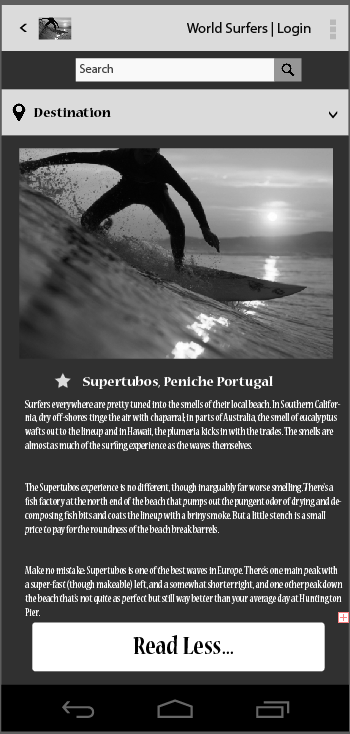 World Surfers | Login
Search
Destination
Supertubos, Peniche Portugal
Surfers everywhere are pretty tuned into the smells of their local beach. In Southern Califor-
nia, dry off-shores tinge the air with chaparral; in parts of Australia, the smell of eucalyptus
wafts out to the lineup and in Hawaii, the plumeria kicks in with the trades. The smells are
almost as much of the surfing experience as the waves themselves.
The Supertubos experience is no different, though inarguably far worse smelling. There's a
fish factory at the north end of the beach that pumps out the pungent odor of drying and de-
composing fish bits and coats the lineup with a briny smoke. But a little stench is a small
price to pay for the roundness of the beach break barrels.
Make no mistake: Supertubos is one of the best waves in Europe. There's one main peak with
a super-fast (though makeable) left, and a somewhat shorter right, and one other peak down
the beach that's not quite as perfect but still way better than your average day at Huntington
Pier.
Read Less...